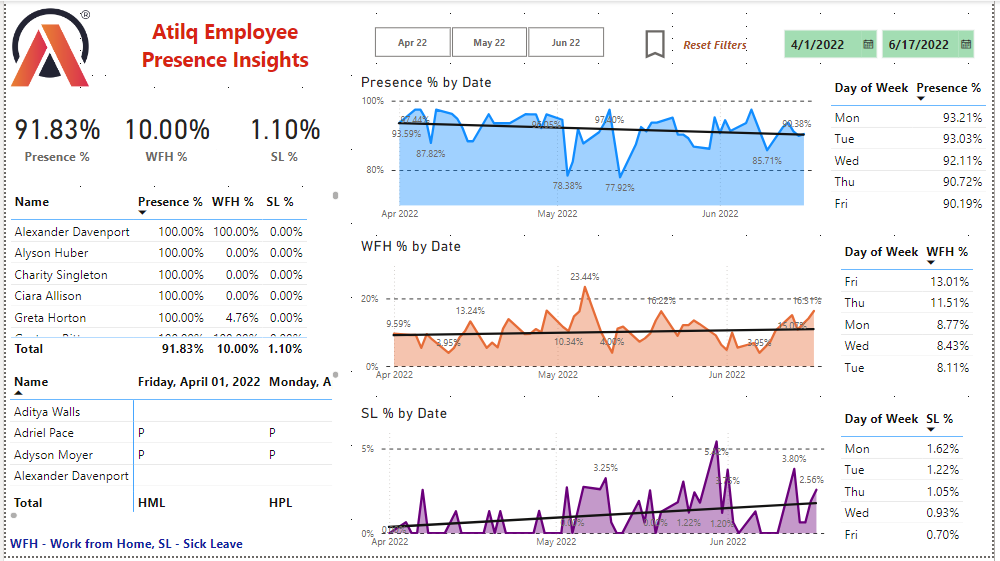 ®
Atilq Employee
Presence Insights
Apr 22
May 22
Jun 22
Reset Filters
4/1/2022
6/17/2022
91.83%
Presence %
10.00%
WFH %
1.10%
SL %
Name Presence % WFH % SL %
Alexander Davenport 100.00% 100.00% 0.00%
Alyson Huber 100.00% 0.00% 0.00%
Charity Singleton 100.00% 0.00% 0.00%
Ciara Allison 100.00% 0.00% 0.00%
Greta Horton 100.00% 4.76% 0.00%
Total 91.83% 10.00% 1.10%
Name Friday, April 01, 2022 Monday, A
Aditya Walls
Adriel Pace P P
Adyson Moyer P P
Alexander Davenport
Total HML HPL
WFH - Work from Home, SL - Sick Leave
Presence % by Date
100%
80%
97.44%
93.59%
87.82%
78.38%
97.40%
77.92%
85.71%
90.38%
Apr 2022 May 2022 Jun 2022
WFH % by Date
20%
0%
9.59%
3.95%
13.24%
23.44%
10.34%
4.00%
16.22%
3.95%
16.31%
Apr 2022 May 2022 Jun 2022
SL % by Date
5%
0%
3.25%
1.22%
1.20%
3.80%
2.56%
Apr 2022 May 2022 Jun 2022
Day of Week Presence %
Mon 93.21%
Tue 93.03%
Wed 92.11%
Thu 90.72%
Fri 90.19%
Day of Week WFH %
Fri 13.01%
Thu 11.51%
Mon 8.77%
Wed 8.43%
Tue 8.11%
Day of Week SL %
Mon 1.62%
Tue 1.22%
Thu 1.05%
Wed 0.93%
Fri 0.70%